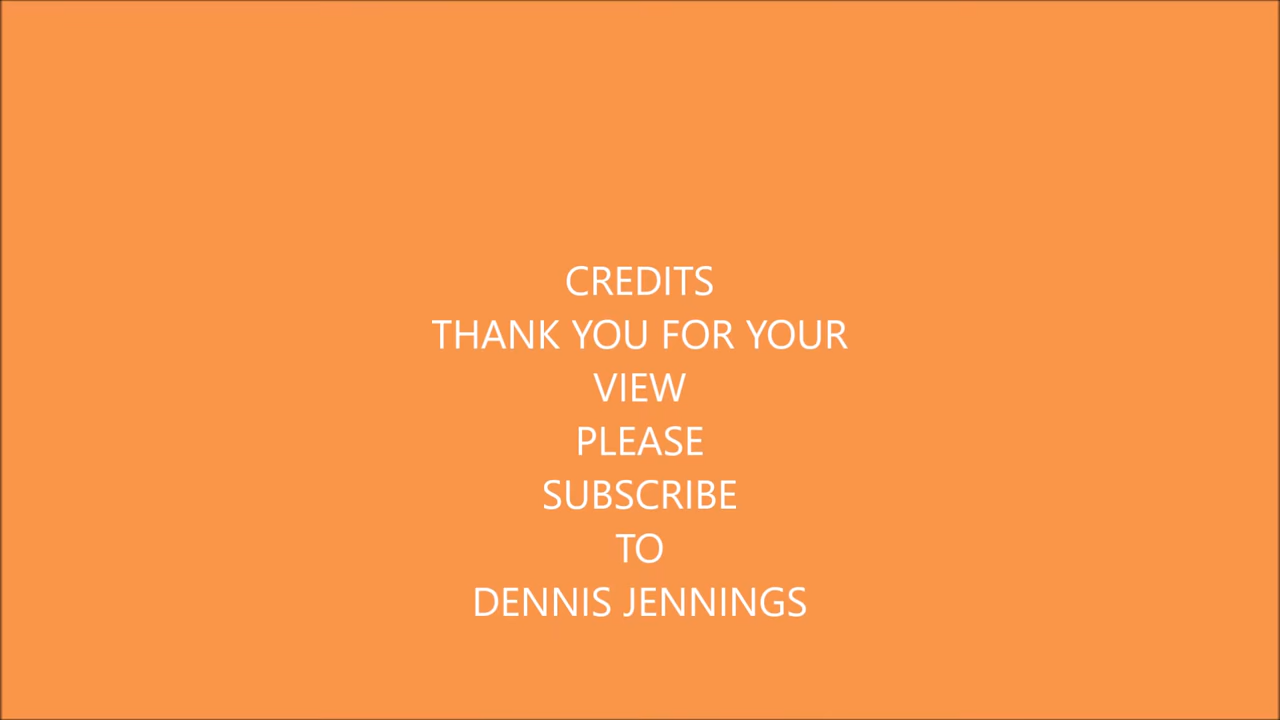 CREDITS
THANK YOU FOR YOUR
VIEW
PLEASE
SUBSCRIBE
TO
DENNIS JENNINGS